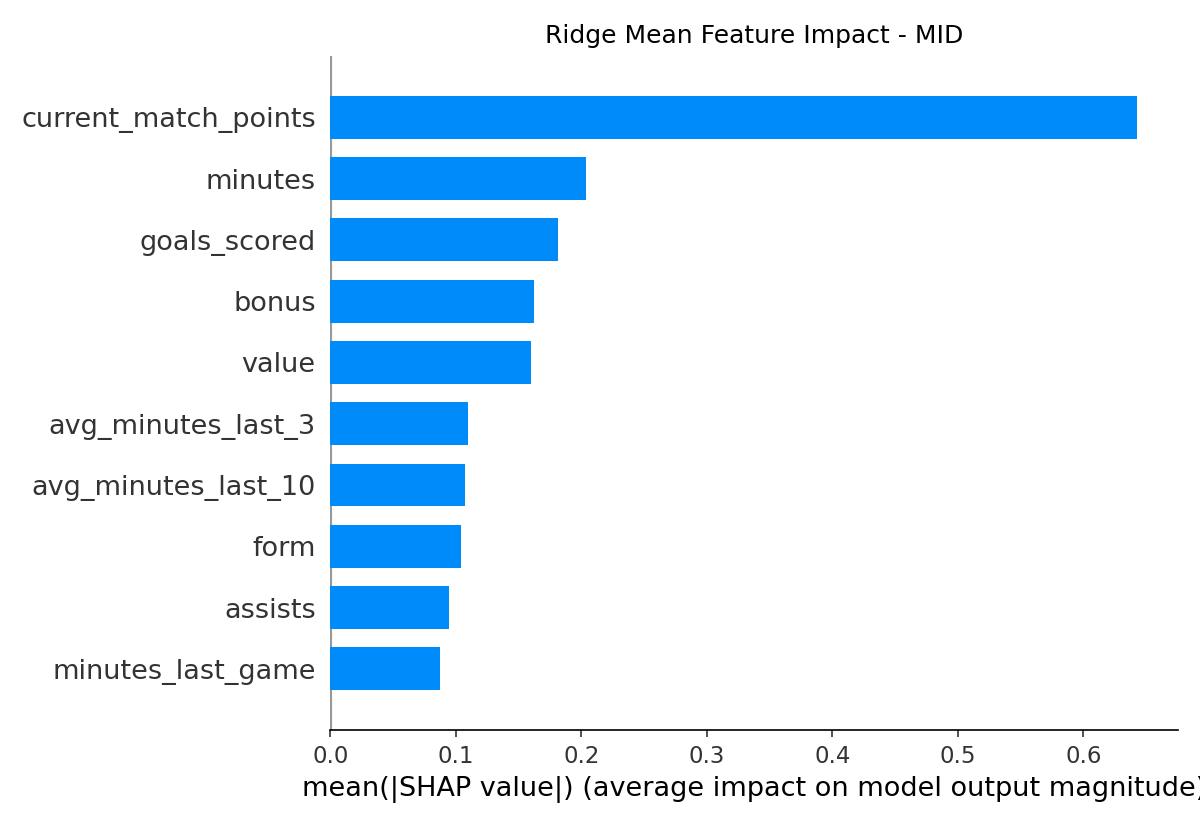 Ridge Mean Feature Impact - MID
current_match_points
minutes
goals_scored
bonus
value
avg_minutes_last_3
avg_minutes_last_10
form
assists
minutes_last_game
0.0 0.1 0.2 0.3 0.4 0.5 0.6
mean(|SHAP value|) (average impact on model output magnitude)